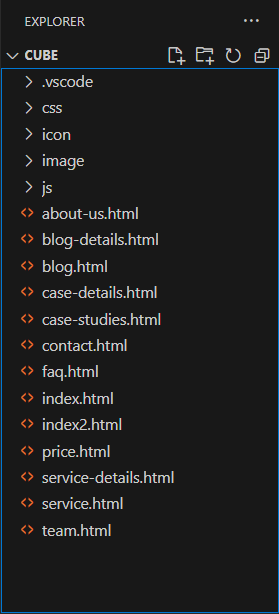 EXPLORER
CUBE
.vscode
css
icon
image
js
about-us.html
blog-details.html
blog.html
case-details.html
case-studies.html
contact.html
faq.html
index.html
index2.html
price.html
service-details.html
service.html
team.html